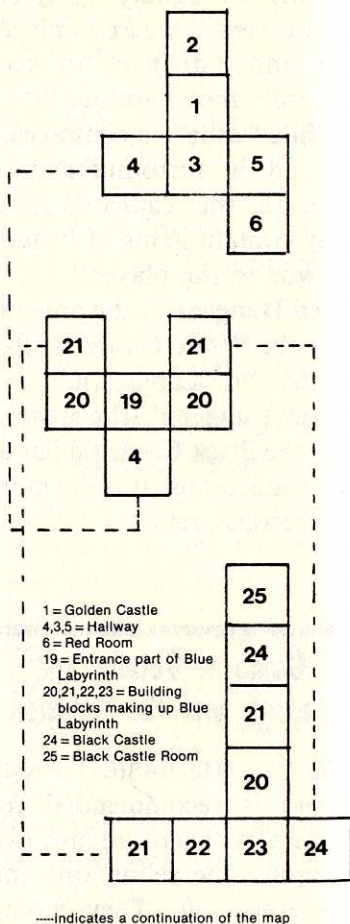 2
1
4 3 5
6
21 21
20 19 20
4
1 = Golden Castle
4,3,5 = Hallway
6 = Red Room
19 = Entrance part of Blue
Labyrinth
20,21,22,23 = Building
blocks making up Blue
Labyrinth
24 = Black Castle
25 = Black Castle Room
25
24
21
20
21 22 23 24
-----indicates a continuation of the map